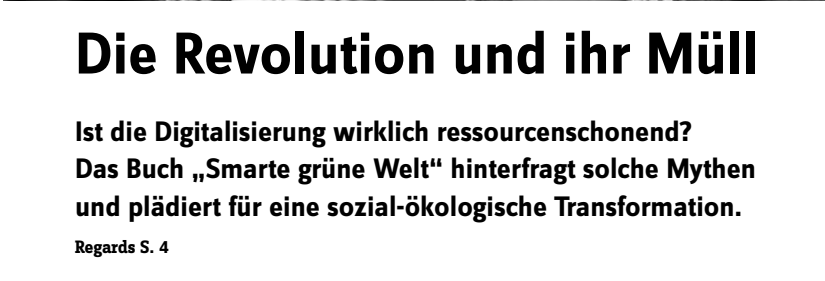 Die Revolution und ihr Müll
Ist die Digitalisierung wirklich ressourcenschonend?
Das Buch „Smarte grüne Welt“ hinterfragt solche Mythen
und plädiert für eine sozial-ökologische Transformation.
Regards S. 4